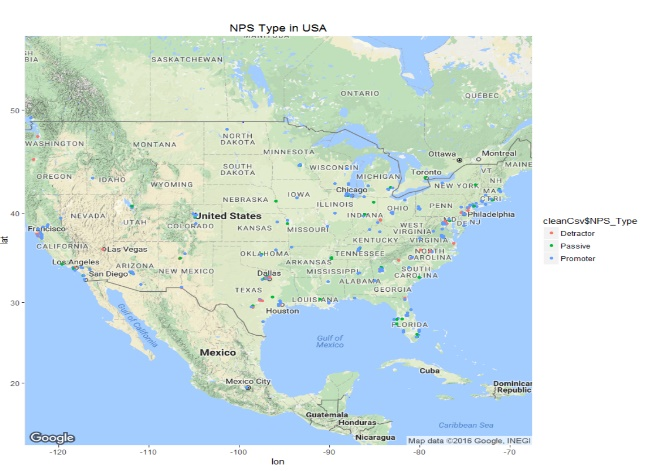 NPS Type in USA
SASKATCHEWAN
ONTARIO
QUEBEC
50
WASHINGTON
MONTANA
NORTH
DAKOTA
MINNESOTA
Ottawa
Montreal
MAINE
OREGON
IDAHO
SOUTH
DAKOTA
WISCONSIN
MICHIGAN
Toronto
VT
NH
WYOMING
Chicago
NEW YORK
MA
CT RI
NEBRASKA
IOWA
40
NEVADA
UTAH
COLORADO
United States
ILLINOIS
INDIANA
OHIO
PENN
Philadelphia
MD
DE NJ
Francisco
CALIFORNIA
KANSAS
MISSOURI
WEST
VIRGINIA
VIRGINIA
KENTUCKY
Las Vegas
Los Angeles
San Diego
ARIZONA
NEW MEXICO
OKLAHOMA
ARKANSAS
TENNESSEE
NORTH
CAROLINA
SOUTH
CAROLINA
MISSISSIPPI
Dallas
ALABAMA
GEORGIA
TEXAS
LOUISIANA
30
Houston
FLORIDA
Gulf of
California
Gulf of
Mexico
Mexico
Cuba
20
Mexico City
Dominican
Republic
Guatemala
Honduras
Nicaragua
Caribbean Sea
Google
Map data ©2016 Google, INEGI
-120
-110
-100
-90
-80
-70
lon
lat
cleanCsv$NPS_Type
Detractor
Passive
Promoter